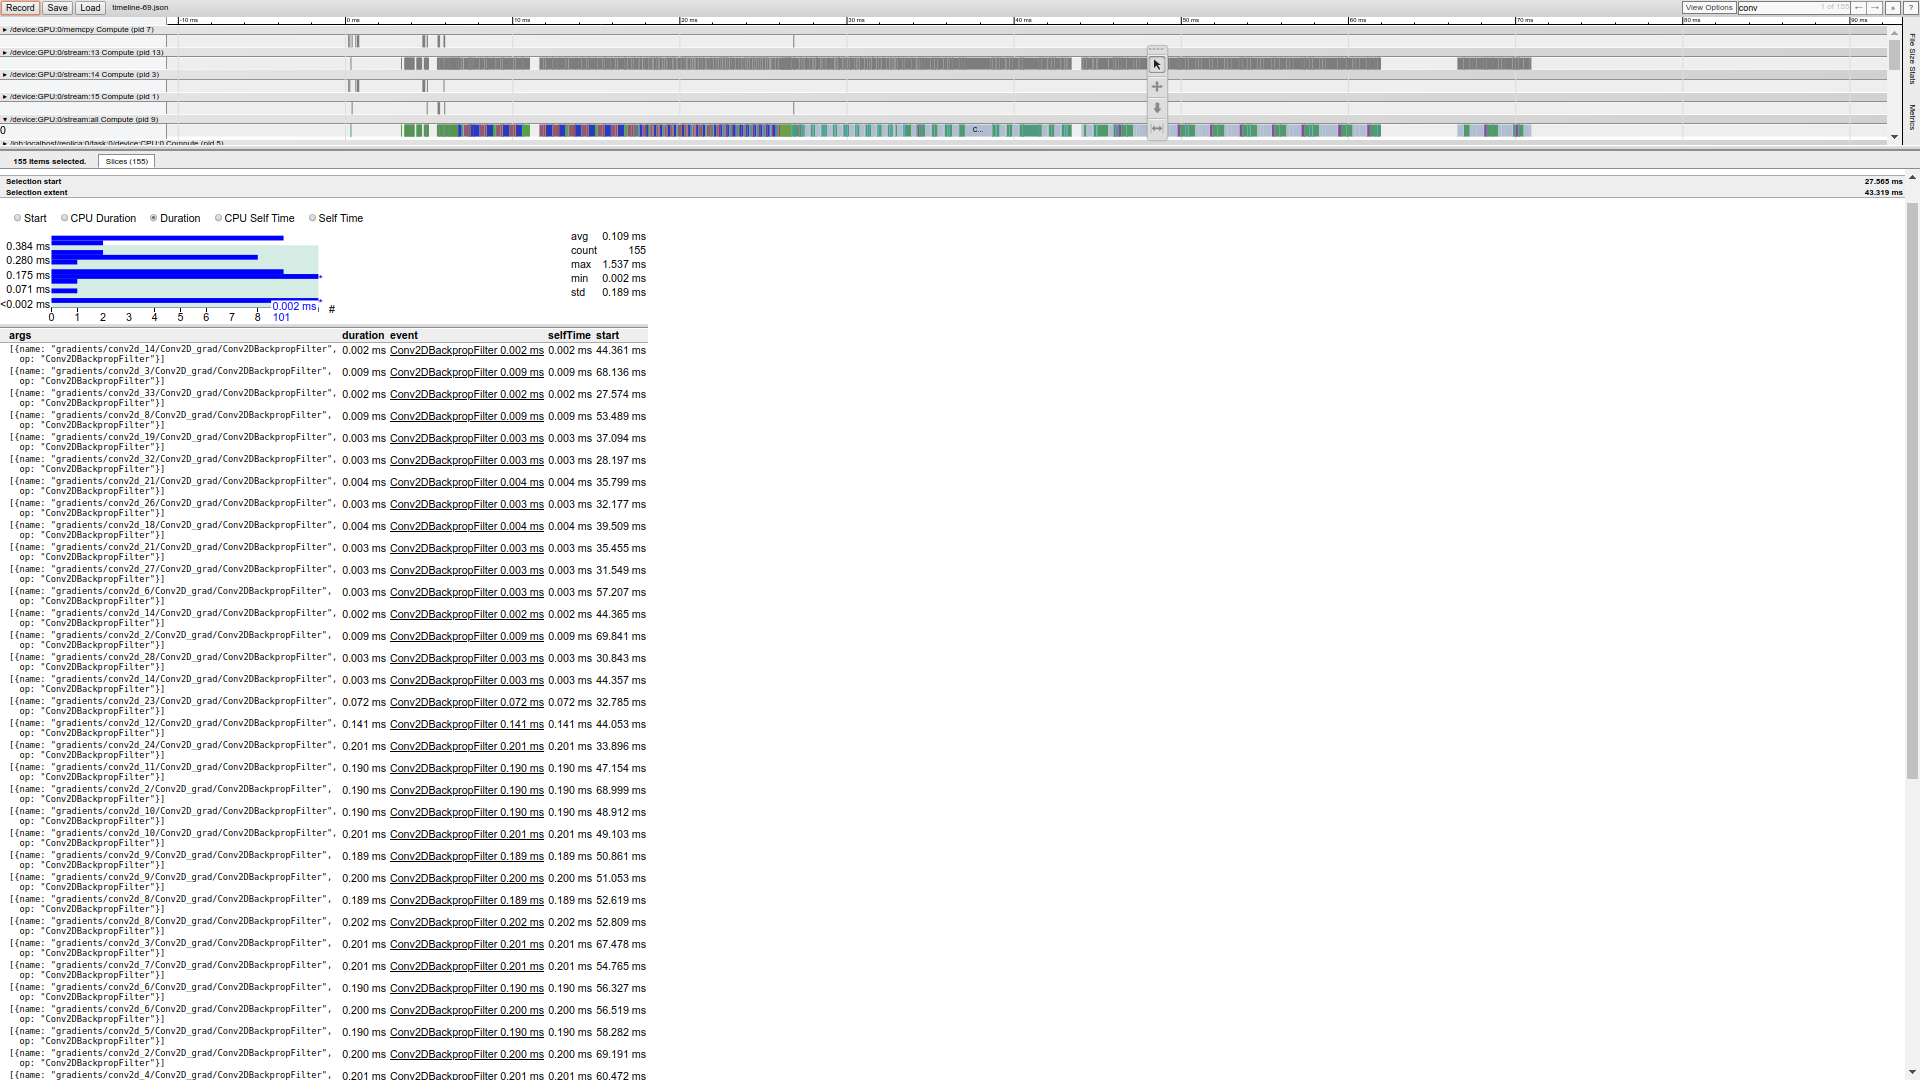 Record Save Load timeline-69.json View Options conv 1 of 155 ← → » ?
-10 ms 0 ms 10 ms 20 ms 30 ms 40 ms 50 ms 60 ms 70 ms 80 ms 90 ms
▸ /device:GPU:0/memcpy Compute (pid 7)
▸ /device:GPU:0/stream:13 Compute (pid 13)
▸ /device:GPU:0/stream:14 Compute (pid 3)
▸ /device:GPU:0/stream:15 Compute (pid 1)
▾ /device:GPU:0/stream:all Compute (pid 9)
0 C...
▸ /job:localhost/replica:0/task:0/device:CPU:0 Compute (pid 5)
File Size Stats
Metrics
155 items selected. Slices (155)
Selection start 27.565 ms
Selection extent 43.319 ms
Start CPU Duration Duration CPU Self Time Self Time
0.384 ms
0.280 ms
0.175 ms
0.071 ms
<0.002 ms
0.002 ms
101
#
0 1 2 3 4 5 6 7 8
avg 0.109 ms
count 155
max 1.537 ms
min 0.002 ms
std 0.189 ms
args duration event selfTime start
[{name: "gradients/conv2d_14/Conv2D_grad/Conv2DBackpropFilter", 0.002 ms Conv2DBackpropFilter 0.002 ms 0.002 ms 44.361 ms
op: "Conv2DBackpropFilter"}]
[{name: "gradients/conv2d_3/Conv2D_grad/Conv2DBackpropFilter", 0.009 ms Conv2DBackpropFilter 0.009 ms 0.009 ms 68.136 ms
op: "Conv2DBackpropFilter"}]
[{name: "gradients/conv2d_33/Conv2D_grad/Conv2DBackpropFilter", 0.002 ms Conv2DBackpropFilter 0.002 ms 0.002 ms 27.574 ms
op: "Conv2DBackpropFilter"}]
[{name: "gradients/conv2d_8/Conv2D_grad/Conv2DBackpropFilter", 0.009 ms Conv2DBackpropFilter 0.009 ms 0.009 ms 53.489 ms
op: "Conv2DBackpropFilter"}]
[{name: "gradients/conv2d_19/Conv2D_grad/Conv2DBackpropFilter", 0.003 ms Conv2DBackpropFilter 0.003 ms 0.003 ms 37.094 ms
op: "Conv2DBackpropFilter"}]
[{name: "gradients/conv2d_32/Conv2D_grad/Conv2DBackpropFilter", 0.003 ms Conv2DBackpropFilter 0.003 ms 0.003 ms 28.197 ms
op: "Conv2DBackpropFilter"}]
[{name: "gradients/conv2d_21/Conv2D_grad/Conv2DBackpropFilter", 0.004 ms Conv2DBackpropFilter 0.004 ms 0.004 ms 35.799 ms
op: "Conv2DBackpropFilter"}]
[{name: "gradients/conv2d_26/Conv2D_grad/Conv2DBackpropFilter", 0.003 ms Conv2DBackpropFilter 0.003 ms 0.003 ms 32.177 ms
op: "Conv2DBackpropFilter"}]
[{name: "gradients/conv2d_18/Conv2D_grad/Conv2DBackpropFilter", 0.004 ms Conv2DBackpropFilter 0.004 ms 0.004 ms 39.509 ms
op: "Conv2DBackpropFilter"}]
[{name: "gradients/conv2d_21/Conv2D_grad/Conv2DBackpropFilter", 0.003 ms Conv2DBackpropFilter 0.003 ms 0.003 ms 35.455 ms
op: "Conv2DBackpropFilter"}]
[{name: "gradients/conv2d_27/Conv2D_grad/Conv2DBackpropFilter", 0.003 ms Conv2DBackpropFilter 0.003 ms 0.003 ms 31.549 ms
op: "Conv2DBackpropFilter"}]
[{name: "gradients/conv2d_6/Conv2D_grad/Conv2DBackpropFilter", 0.003 ms Conv2DBackpropFilter 0.003 ms 0.003 ms 57.207 ms
op: "Conv2DBackpropFilter"}]
[{name: "gradients/conv2d_14/Conv2D_grad/Conv2DBackpropFilter", 0.002 ms Conv2DBackpropFilter 0.002 ms 0.002 ms 44.365 ms
op: "Conv2DBackpropFilter"}]
[{name: "gradients/conv2d_2/Conv2D_grad/Conv2DBackpropFilter", 0.009 ms Conv2DBackpropFilter 0.009 ms 0.009 ms 69.841 ms
op: "Conv2DBackpropFilter"}]
[{name: "gradients/conv2d_28/Conv2D_grad/Conv2DBackpropFilter", 0.003 ms Conv2DBackpropFilter 0.003 ms 0.003 ms 30.843 ms
op: "Conv2DBackpropFilter"}]
[{name: "gradients/conv2d_14/Conv2D_grad/Conv2DBackpropFilter", 0.003 ms Conv2DBackpropFilter 0.003 ms 0.003 ms 44.357 ms
op: "Conv2DBackpropFilter"}]
[{name: "gradients/conv2d_23/Conv2D_grad/Conv2DBackpropFilter", 0.072 ms Conv2DBackpropFilter 0.072 ms 0.072 ms 32.785 ms
op: "Conv2DBackpropFilter"}]
[{name: "gradients/conv2d_12/Conv2D_grad/Conv2DBackpropFilter", 0.141 ms Conv2DBackpropFilter 0.141 ms 0.141 ms 44.053 ms
op: "Conv2DBackpropFilter"}]
[{name: "gradients/conv2d_24/Conv2D_grad/Conv2DBackpropFilter", 0.201 ms Conv2DBackpropFilter 0.201 ms 0.201 ms 33.896 ms
op: "Conv2DBackpropFilter"}]
[{name: "gradients/conv2d_11/Conv2D_grad/Conv2DBackpropFilter", 0.190 ms Conv2DBackpropFilter 0.190 ms 0.190 ms 47.154 ms
op: "Conv2DBackpropFilter"}]
[{name: "gradients/conv2d_2/Conv2D_grad/Conv2DBackpropFilter", 0.190 ms Conv2DBackpropFilter 0.190 ms 0.190 ms 68.999 ms
op: "Conv2DBackpropFilter"}]
[{name: "gradients/conv2d_10/Conv2D_grad/Conv2DBackpropFilter", 0.190 ms Conv2DBackpropFilter 0.190 ms 0.190 ms 48.912 ms
op: "Conv2DBackpropFilter"}]
[{name: "gradients/conv2d_10/Conv2D_grad/Conv2DBackpropFilter", 0.201 ms Conv2DBackpropFilter 0.201 ms 0.201 ms 49.103 ms
op: "Conv2DBackpropFilter"}]
[{name: "gradients/conv2d_9/Conv2D_grad/Conv2DBackpropFilter", 0.189 ms Conv2DBackpropFilter 0.189 ms 0.189 ms 50.861 ms
op: "Conv2DBackpropFilter"}]
[{name: "gradients/conv2d_9/Conv2D_grad/Conv2DBackpropFilter", 0.200 ms Conv2DBackpropFilter 0.200 ms 0.200 ms 51.053 ms
op: "Conv2DBackpropFilter"}]
[{name: "gradients/conv2d_8/Conv2D_grad/Conv2DBackpropFilter", 0.189 ms Conv2DBackpropFilter 0.189 ms 0.189 ms 52.619 ms
op: "Conv2DBackpropFilter"}]
[{name: "gradients/conv2d_8/Conv2D_grad/Conv2DBackpropFilter", 0.202 ms Conv2DBackpropFilter 0.202 ms 0.202 ms 52.809 ms
op: "Conv2DBackpropFilter"}]
[{name: "gradients/conv2d_3/Conv2D_grad/Conv2DBackpropFilter", 0.201 ms Conv2DBackpropFilter 0.201 ms 0.201 ms 67.478 ms
op: "Conv2DBackpropFilter"}]
[{name: "gradients/conv2d_7/Conv2D_grad/Conv2DBackpropFilter", 0.201 ms Conv2DBackpropFilter 0.201 ms 0.201 ms 54.765 ms
op: "Conv2DBackpropFilter"}]
[{name: "gradients/conv2d_6/Conv2D_grad/Conv2DBackpropFilter", 0.190 ms Conv2DBackpropFilter 0.190 ms 0.190 ms 56.327 ms
op: "Conv2DBackpropFilter"}]
[{name: "gradients/conv2d_6/Conv2D_grad/Conv2DBackpropFilter", 0.200 ms Conv2DBackpropFilter 0.200 ms 0.200 ms 56.519 ms
op: "Conv2DBackpropFilter"}]
[{name: "gradients/conv2d_5/Conv2D_grad/Conv2DBackpropFilter", 0.190 ms Conv2DBackpropFilter 0.190 ms 0.190 ms 58.282 ms
op: "Conv2DBackpropFilter"}]
[{name: "gradients/conv2d_2/Conv2D_grad/Conv2DBackpropFilter", 0.200 ms Conv2DBackpropFilter 0.200 ms 0.200 ms 69.191 ms
op: "Conv2DBackpropFilter"}]
[{name: "gradients/conv2d_4/Conv2D_grad/Conv2DBackpropFilter", 0.201 ms Conv2DBackpropFilter 0.201 ms 0.201 ms 60.472 ms